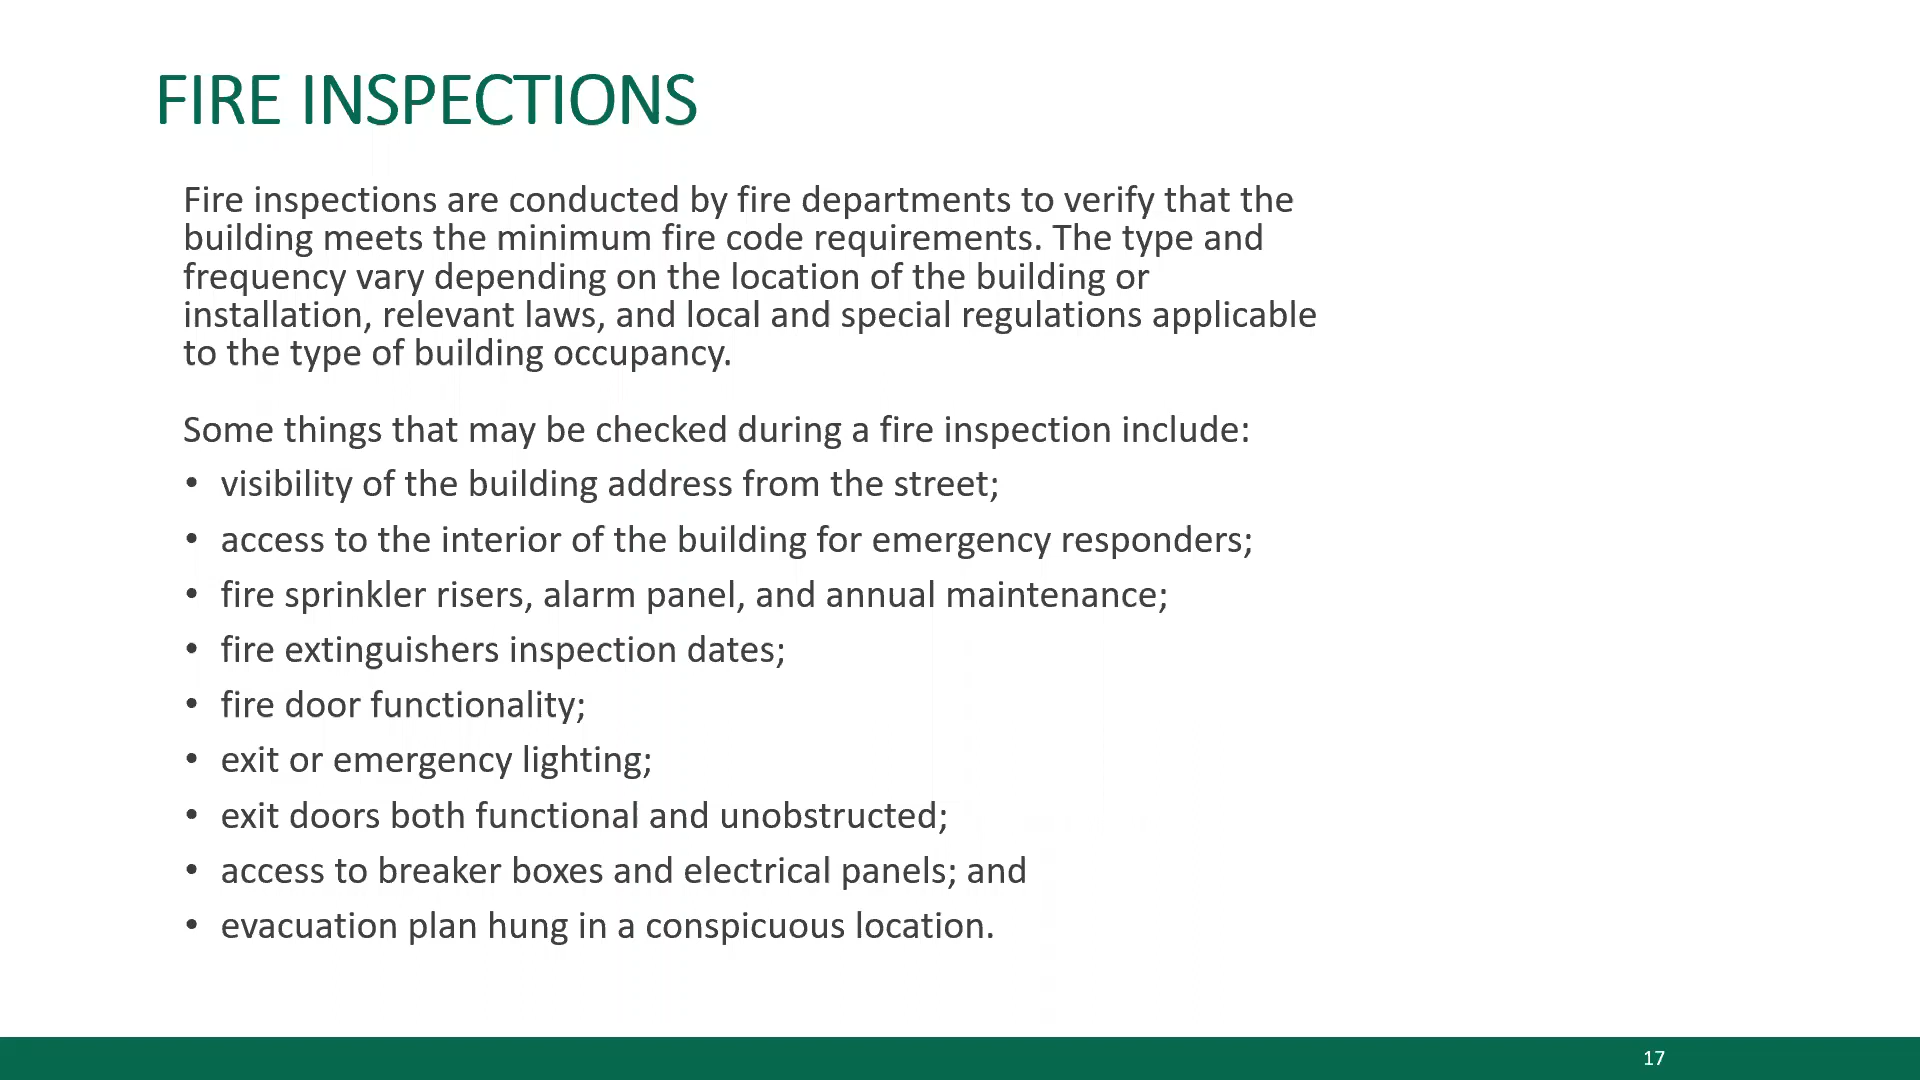 FIRE INSPECTIONS
Fire inspections are conducted by fire departments to verify that the
building meets the minimum fire code requirements. The type and
frequency vary depending on the location of the building or
installation, relevant laws, and local and special regulations applicable
to the type of building occupancy.
Some things that may be checked during a fire inspection include:
• visibility of the building address from the street;
• access to the interior of the building for emergency responders;
• fire sprinkler risers, alarm panel, and annual maintenance;
• fire extinguishers inspection dates;
• fire door functionality;
• exit or emergency lighting;
• exit doors both functional and unobstructed;
• access to breaker boxes and electrical panels; and
• evacuation plan hung in a conspicuous location.
17